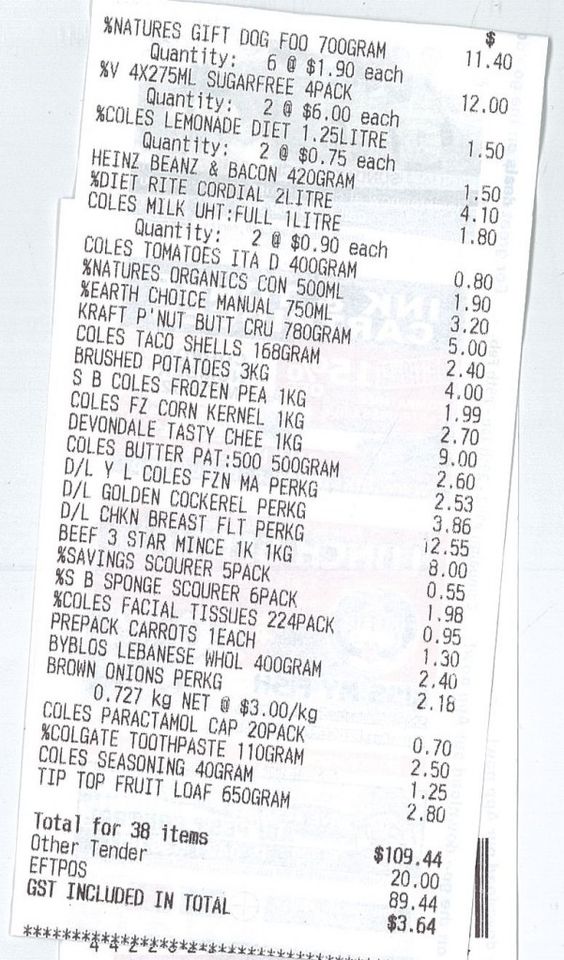 $
%NATURES GIFT DOG FOO 700GRAM
Quantity: 6 @ $1.90 each 11.40
%V 4X275ML SUGARFREE 4PACK
Quantity: 2 @ $6.00 each 12.00
%COLES LEMONADE DIET 1.25LITRE
Quantity: 2 @ $0.75 each 1.50
HEINZ BEANZ & BACON 420GRAM 1.50
%DIET RITE CORDIAL 2LITRE 4.10
COLES MILK UHT:FULL 1LITRE
Quantity: 2 @ $0.90 each 1.80
COLES TOMATOES ITA D 400GRAM 0.80
%NATURES ORGANICS CON 500ML 1.90
%EARTH CHOICE MANUAL 750ML 3.20
KRAFT P'NUT BUTT CRU 780GRAM 5.00
COLES TACO SHELLS 168GRAM 2.40
BRUSHED POTATOES 3KG 4.00
S B COLES FROZEN PEA 1KG 1.99
COLES FZ CORN KERNEL 1KG 2.70
DEVONDALE TASTY CHEE 1KG 9.00
COLES BUTTER PAT:500 500GRAM 2.60
D/L Y L COLES FZN MA PERKG 2.53
D/L GOLDEN COCKEREL PERKG 3.86
D/L CHKN BREAST FLT PERKG 12.55
BEEF 3 STAR MINCE 1K 1KG 8.00
%SAVINGS SCOURER 5PACK 0.55
%S B SPONGE SCOURER 6PACK 1.98
%COLES FACIAL TISSUES 224PACK 0.95
PREPACK CARROTS 1EACH 1.30
BYBLOS LEBANESE WHOL 400GRAM 2.40
BROWN ONIONS PERKG
0.727 kg NET @ $3.00/kg 2.18
COLES PARACTAMOL CAP 20PACK 0.70
%COLGATE TOOTHPASTE 110GRAM 2.50
COLES SEASONING 40GRAM 1.25
TIP TOP FRUIT LOAF 650GRAM 2.80
Total for 38 items $109.44
Other Tender 20.00
EFTPOS 89.44
GST INCLUDED IN TOTAL $3.64